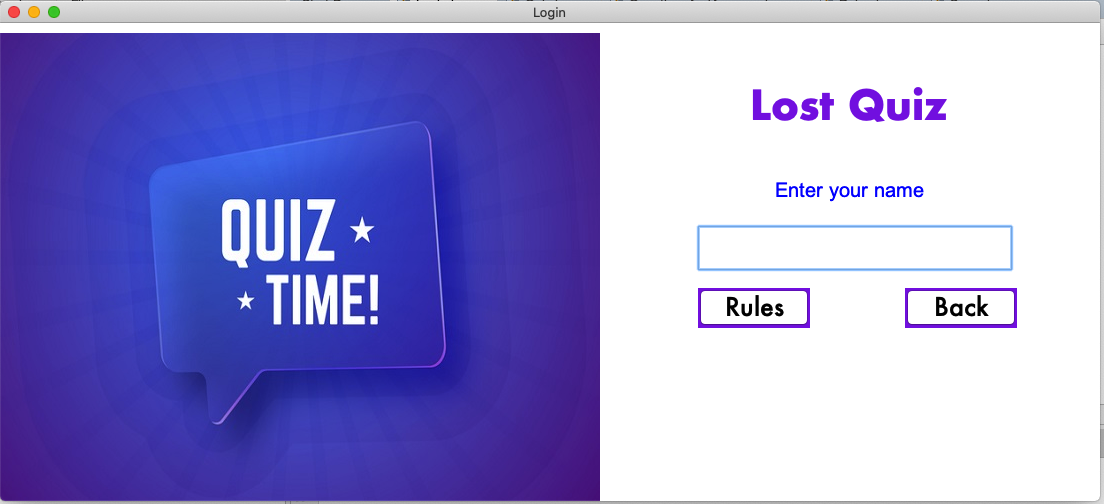 Login
QUIZ
TIME!
Lost Quiz
Enter your name
Rules
Back